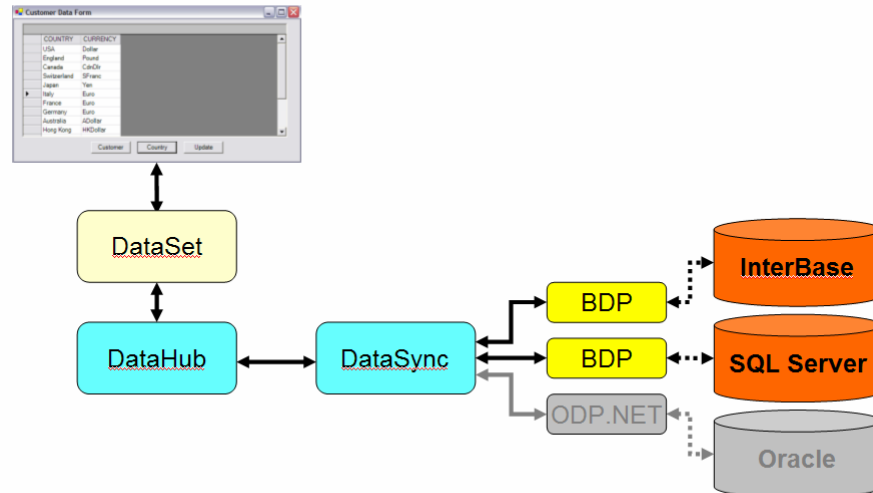 Customer Data Form
COUNTRY CURRENCY
USA Dollar
England Pound
Canada CdnDlr
Switzerland SFranc
Japan Yen
Italy Euro
France Euro
Germany Euro
Australia ADollar
Hong Kong HKDollar
Customer Country Update
DataSet
DataHub
DataSync
BDP
BDP
ODP.NET
InterBase
SQL Server
Oracle